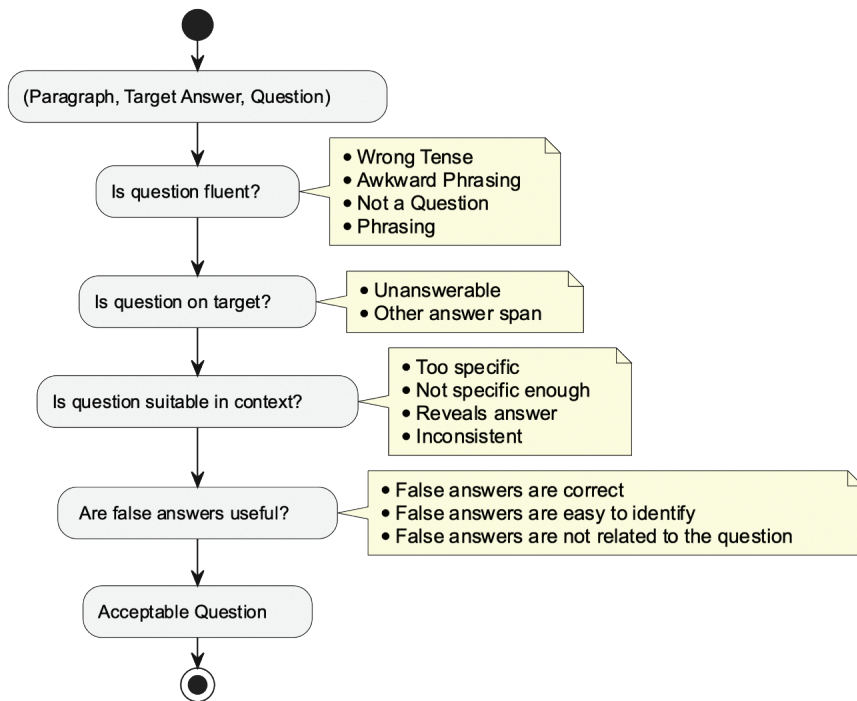 (Paragraph, Target Answer, Question)
Is question fluent?
• Wrong Tense
• Awkward Phrasing
• Not a Question
• Phrasing
Is question on target?
• Unanswerable
• Other answer span
Is question suitable in context?
• Too specific
• Not specific enough
• Reveals answer
• Inconsistent
Are false answers useful?
• False answers are correct
• False answers are easy to identify
• False answers are not related to the question
Acceptable Question